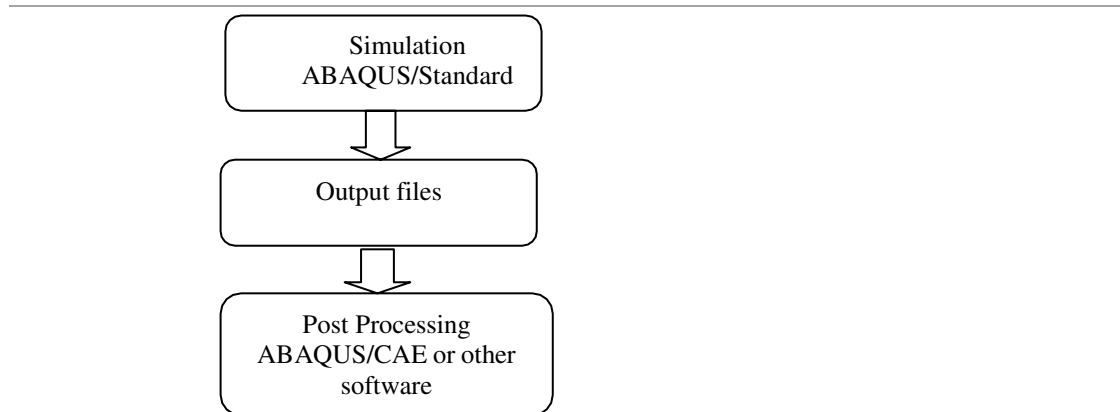 Simulation
ABAQUS/Standard
Output files
Post Processing
ABAQUS/CAE or other
software